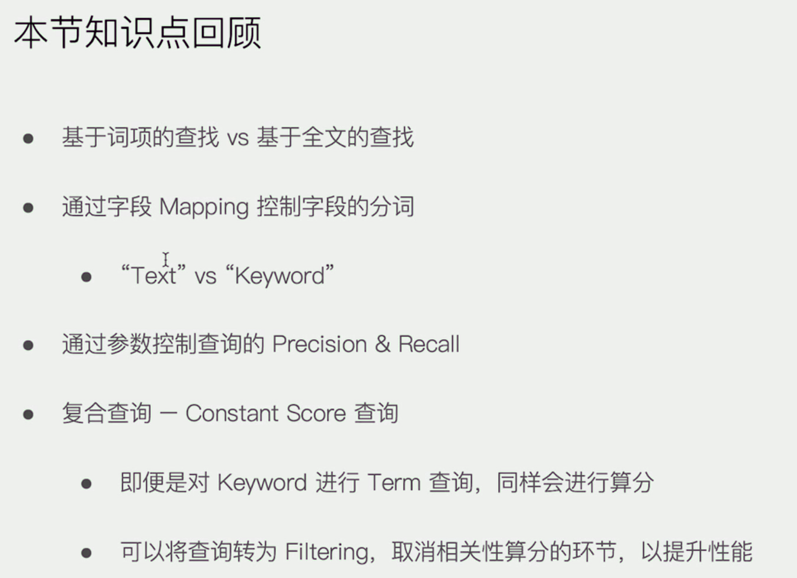 本节知识点回顾
基于词项的查找 vs 基于全文的查找
通过字段 Mapping 控制字段的分词
“Text” vs “Keyword”
通过参数控制查询的 Precision & Recall
复合查询 — Constant Score 查询
即便是对 Keyword 进行 Term 查询，同样会进行算分
可以将查询转为 Filtering，取消相关性算分的环节，以提升性能